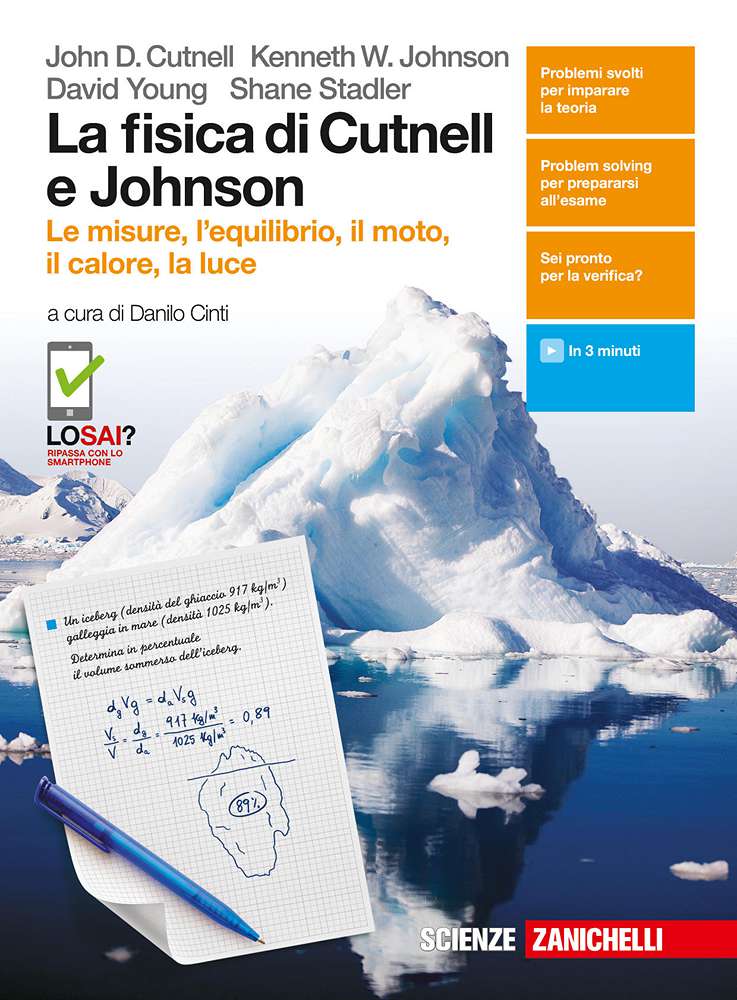 John D. Cutnell Kenneth W. Johnson
David Young Shane Stadler
La fisica di Cutnell
e Johnson
Le misure, l'equilibrio, il moto,
il calore, la luce
a cura di Danilo Cinti
Problemi svolti
per imparare
la teoria
Problem solving
per prepararsi
all'esame
Sei pronto
per la verifica?
In 3 minuti
LOSAI?
RIPASSA CON LO
SMARTPHONE
Un iceberg (densità del ghiaccio 917 kg/m³)
galleggia in mare (densità 1025 kg/m³).
Determina in percentuale
il volume sommerso dell'iceberg.
d_g V g = d_a V_s g
V_s/V = d_g/d_a = 917 kg/m³ / 1025 kg/m³ = 0,89
89%
SCIENZE ZANICHELLI